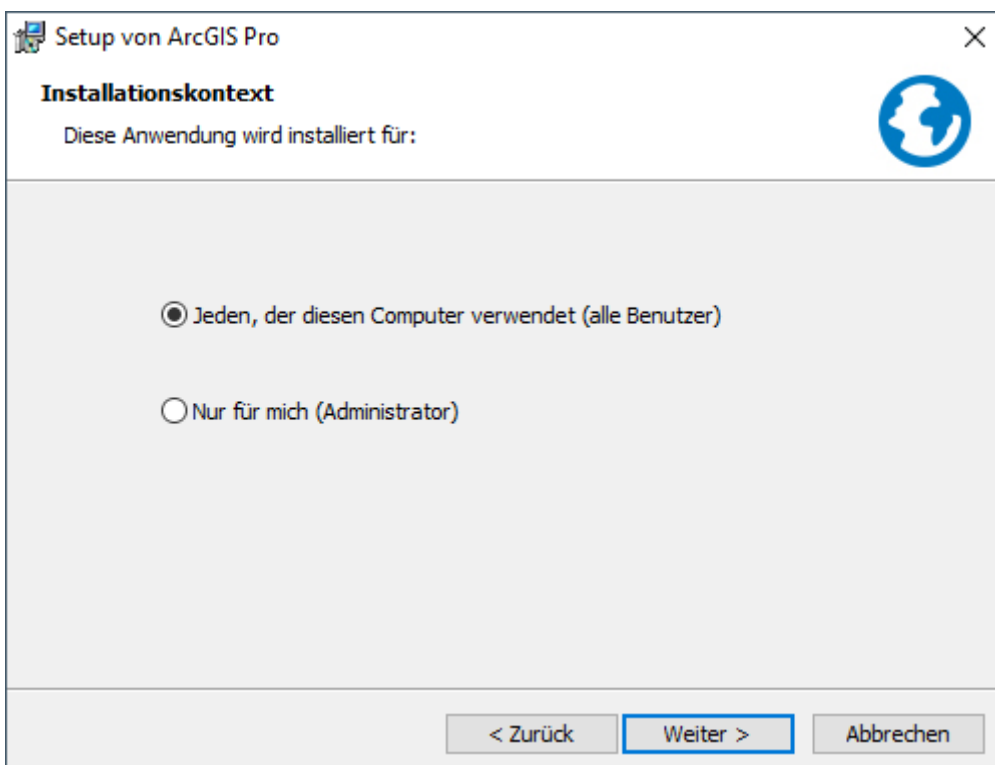 Setup von ArcGIS Pro
Installationskontext
Diese Anwendung wird installiert für:
Jeden, der diesen Computer verwendet (alle Benutzer)
Nur für mich (Administrator)
< Zurück
Weiter >
Abbrechen